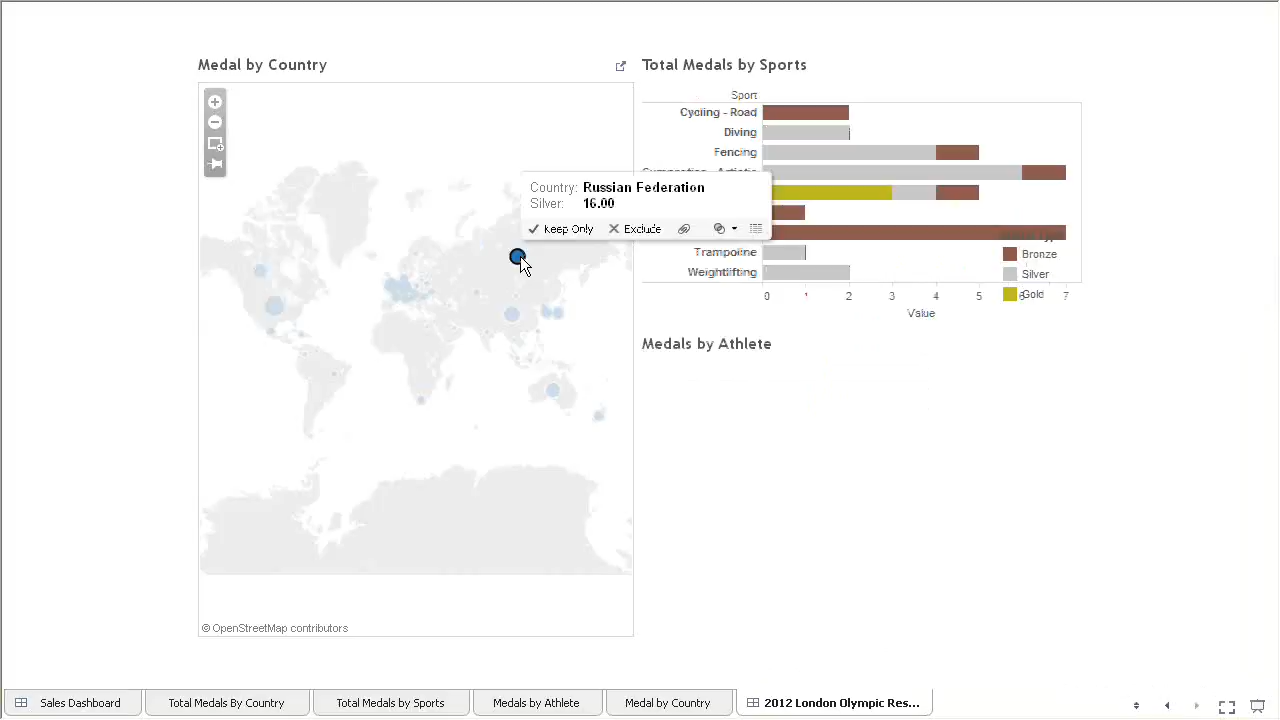 Medal by Country
Total Medals by Sports
Sport
Cycling - Road
Diving
Fencing
Country: Russian Federation
Silver: 16.00
Keep Only
Exclude
Trampoline
Weightlifting
0 1 2 3 4 5 6 7
Value
Bronze
Silver
Gold
Medals by Athlete
© OpenStreetMap contributors
Sales Dashboard
Total Medals By Country
Total Medals by Sports
Medals by Athlete
Medal by Country
2012 London Olympic Res...